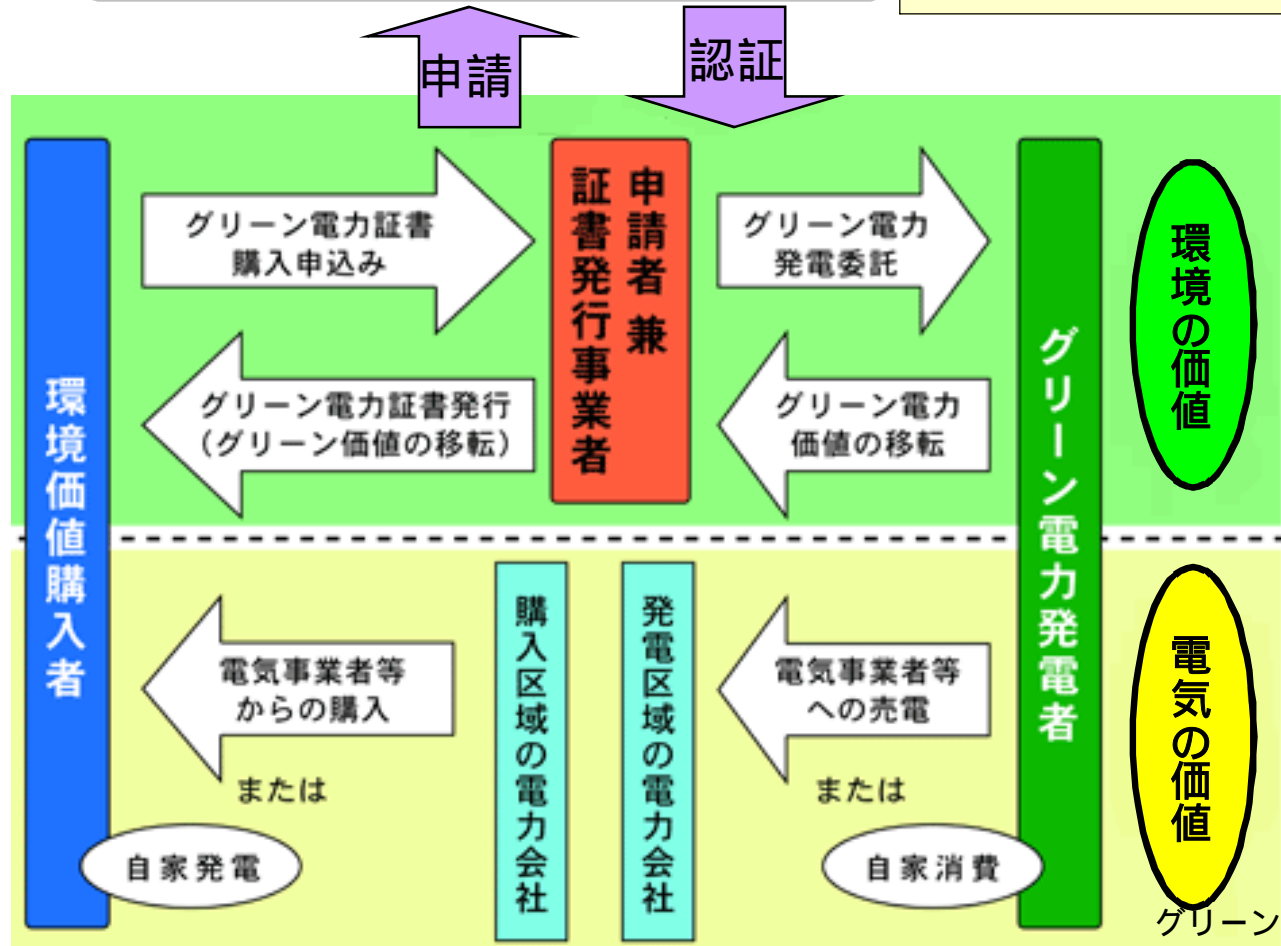 申請
認証
グリーン電力証書
購入申込み
申請者 兼
証書発行事業者
グリーン電力
発電委託
環境の価値
グリーン電力証書発行
（グリーン価値の移転）
グリーン電力
価値の移転
環境価値購入者
グリーン電力発電者
電気事業者等
からの購入
または
自家発電
購入区域の電力会社
発電区域の電力会社
電気事業者等
への売電
または
自家消費
電気の価値
グリーン